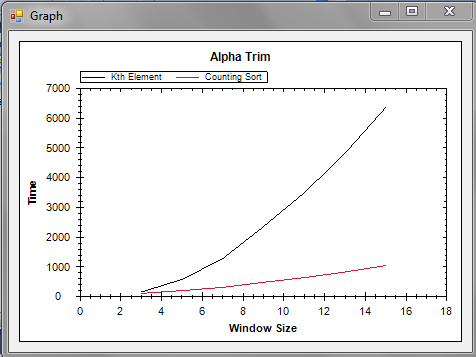 Graph
Alpha Trim
Kth Element Counting Sort
7000
6000
5000
4000
3000
2000
1000
0
Time
0 2 4 6 8 10 12 14 16 18
Window Size